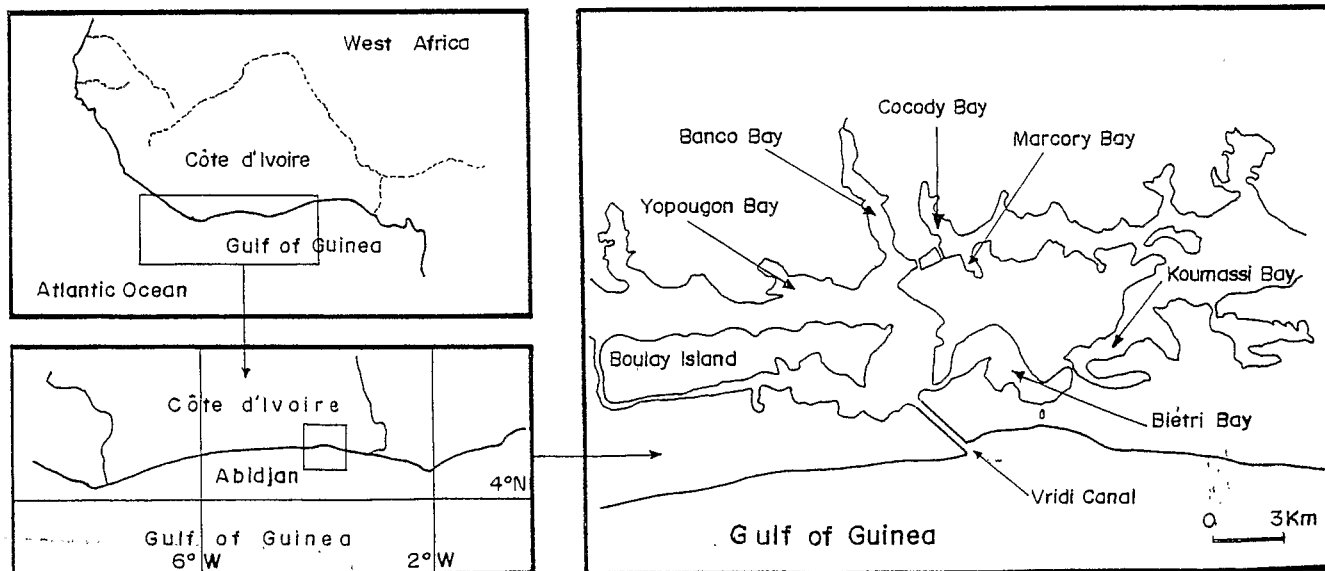 West Africa
Côte d'Ivoire
Gulf of Guinea
Atlantic Ocean
Côte d'Ivoire
Abidjan
4°N
Gulf of Guinea
6°W
2°W
Cocody Bay
Banco Bay
Marcory Bay
Yopougon Bay
Koumassi Bay
Boulay Island
Biétri Bay
Vridi Canal
Gulf of Guinea
0 3Km